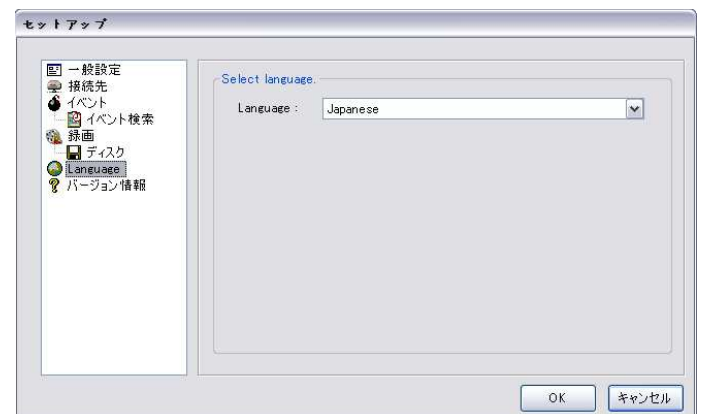 セットアップ
一般設定
接続先
イベント
イベント検索
録画
ディスク
Language
バージョン情報
Select language.
Language :
Japanese
OK
キャンセル